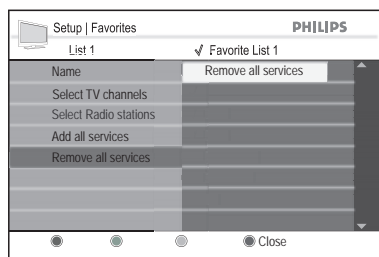 Setup | Favorites PHILIPS
List 1 √ Favorite List 1
Name Remove all services
Select TV channels
Select Radio stations
Add all services
Remove all services
Close